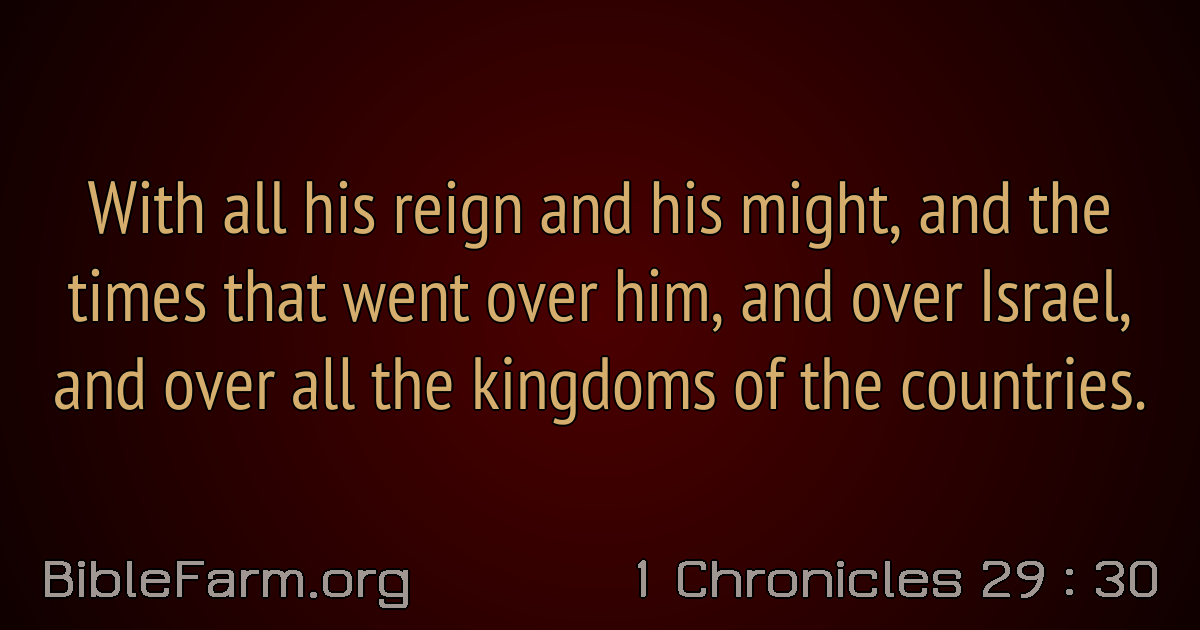 With all his reign and his might, and the
times that went over him, and over Israel,
and over all the kingdoms of the countries.
BibleFarm.org
1 Chronicles 29 : 30